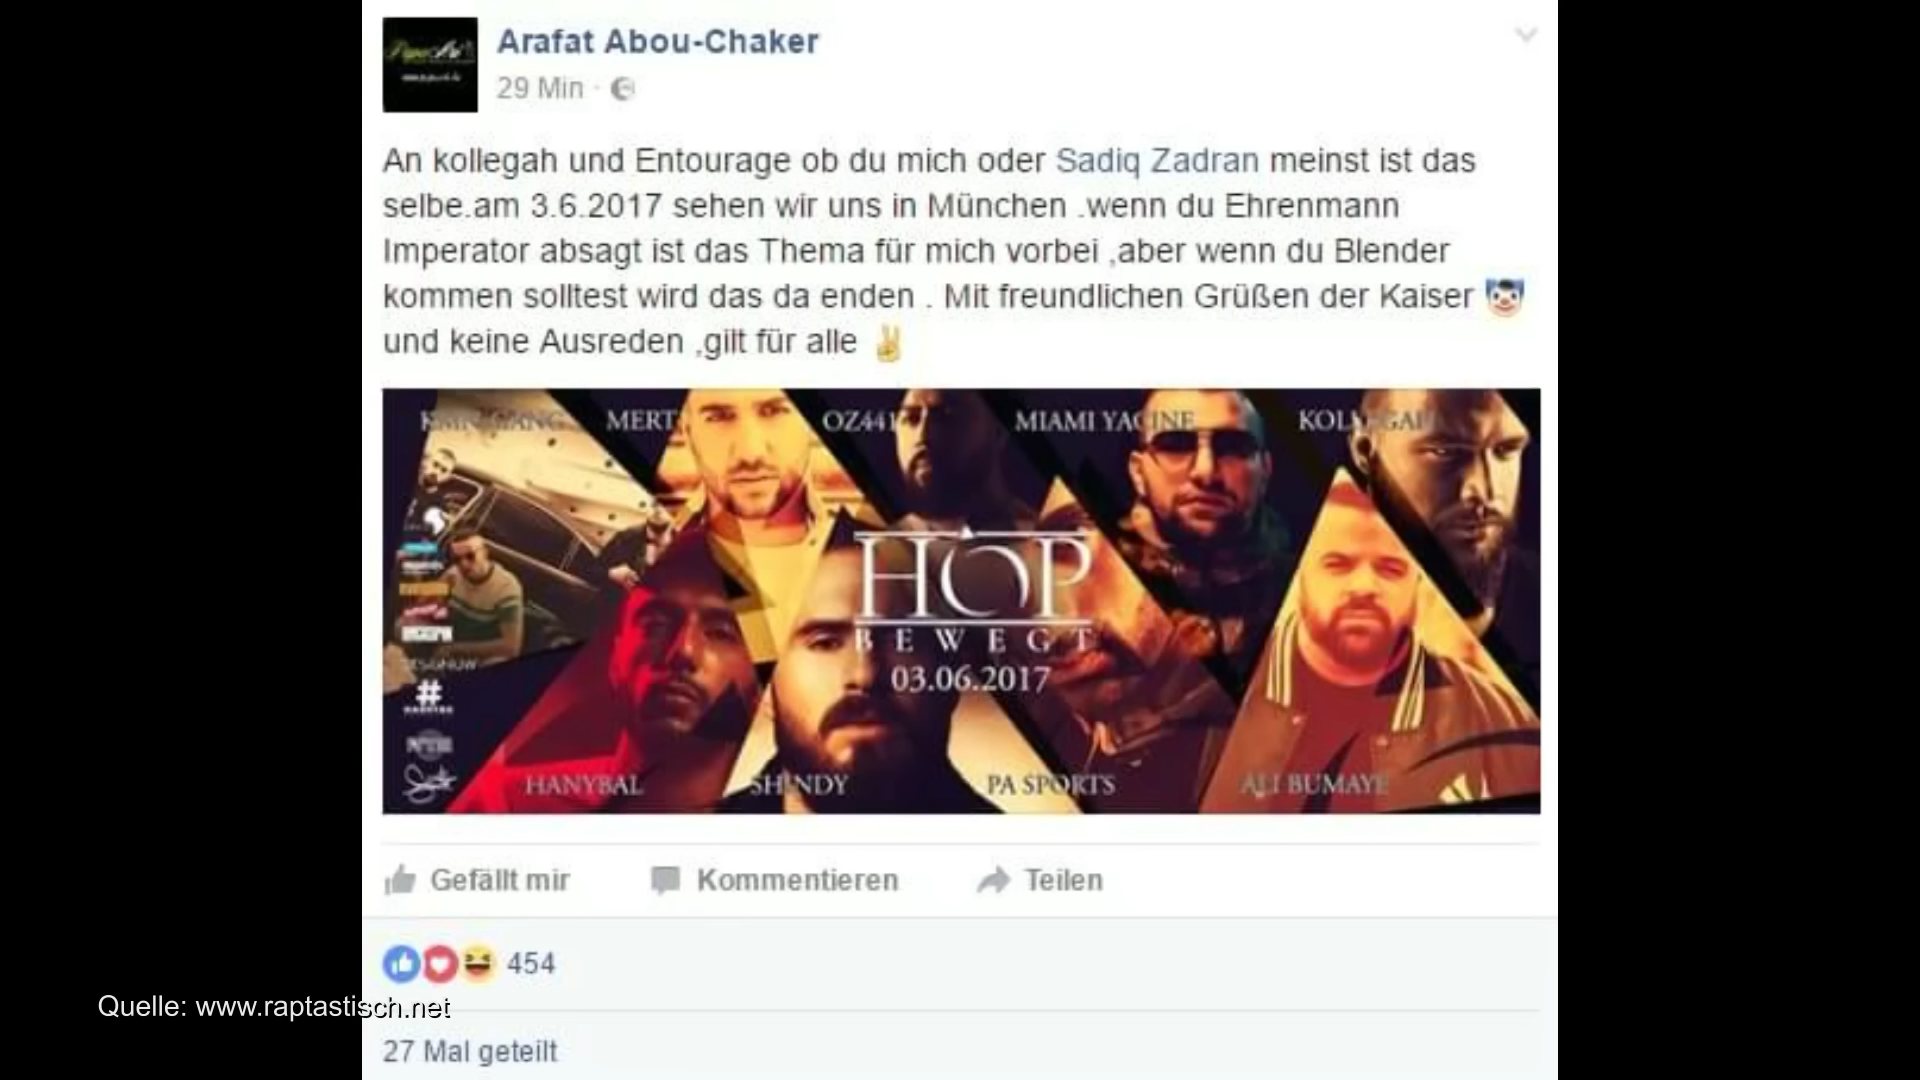 Arafat Abou-Chaker
29 Min ·
An kollegah und Entourage ob du mich oder Sadiq Zadran meinst ist das
selbe.am 3.6.2017 sehen wir uns in München .wenn du Ehrenmann
Imperator absagt ist das Thema für mich vorbei ,aber wenn du Blender
kommen solltest wird das da enden . Mit freundlichen Grüßen der Kaiser 🤡
und keine Ausreden ,gilt für alle ✌
KMN GANG MERT OZ441 MIAMI YACINE KOLLEGAH
HOP
BEWEGT
03.06.2017
DESIGNUW
#
HANYBAL SHINDY PA SPORTS ALI BUMAYE
Gefällt mir Kommentieren Teilen
454
Quelle: www.raptastisch.net
27 Mal geteilt